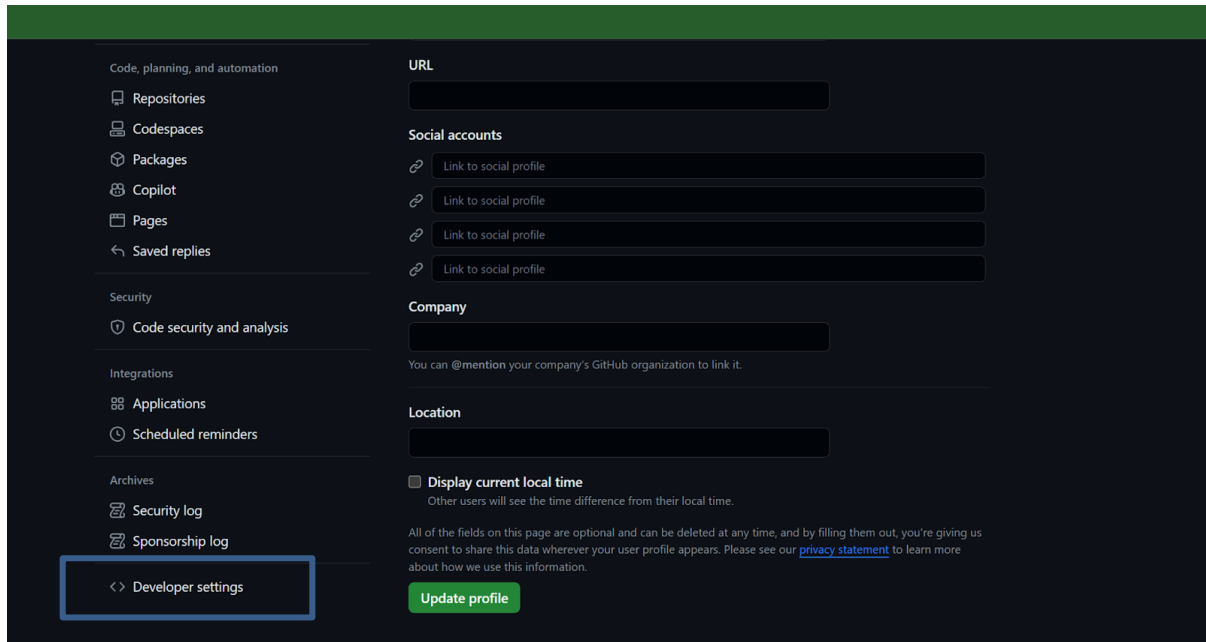 Code, planning, and automation
Repositories
Codespaces
Packages
Copilot
Pages
Saved replies
Security
Code security and analysis
Integrations
Applications
Scheduled reminders
Archives
Security log
Sponsorship log
Developer settings
URL
Social accounts
Link to social profile
Link to social profile
Link to social profile
Link to social profile
Company
You can @mention your company's GitHub organization to link it.
Location
Display current local time
Other users will see the time difference from their local time.
All of the fields on this page are optional and can be deleted at any time, and by filling them out, you're giving us
consent to share this data wherever your user profile appears. Please see our privacy statement to learn more
about how we use this information.
Update profile